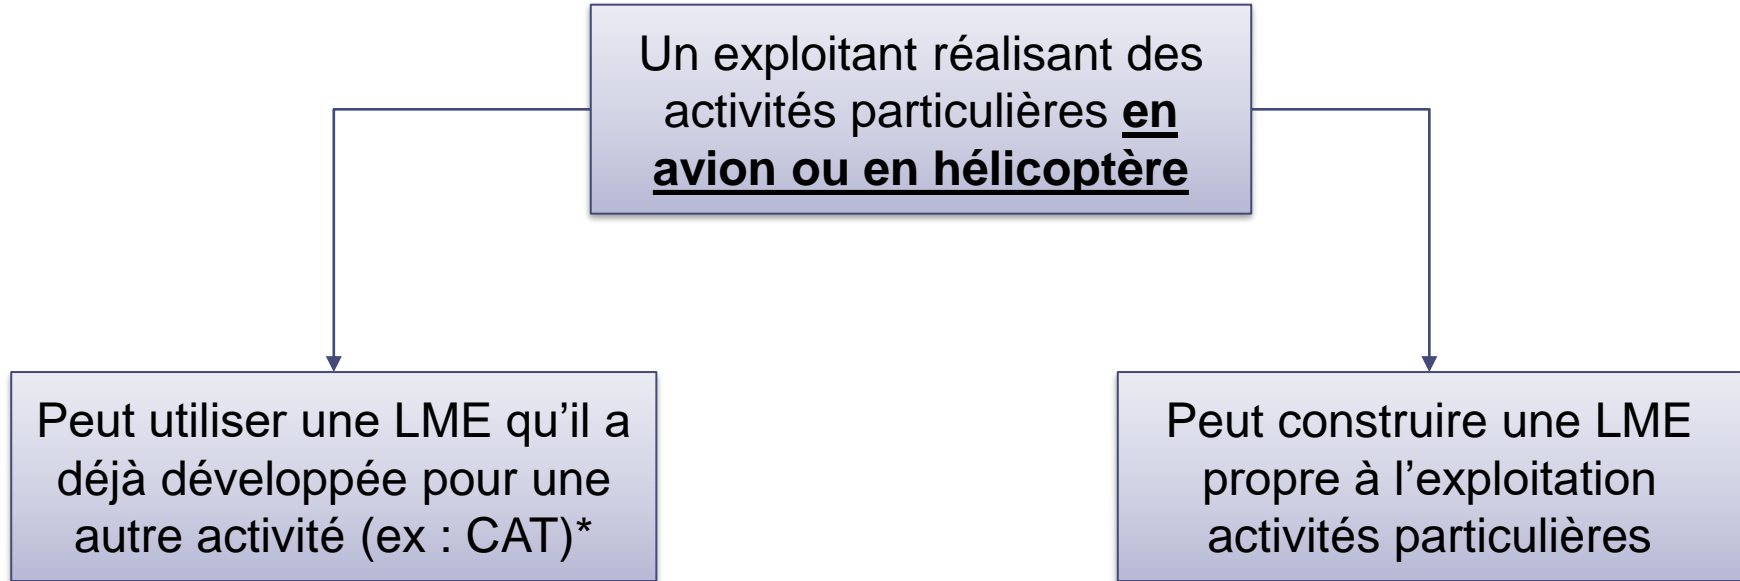 Un exploitant réalisant des
activités particulières en
avion ou en hélicoptère
Peut utiliser une LME qu’il a
déjà développée pour une
autre activité (ex : CAT)*
Peut construire une LME
propre à l’exploitation
activités particulières